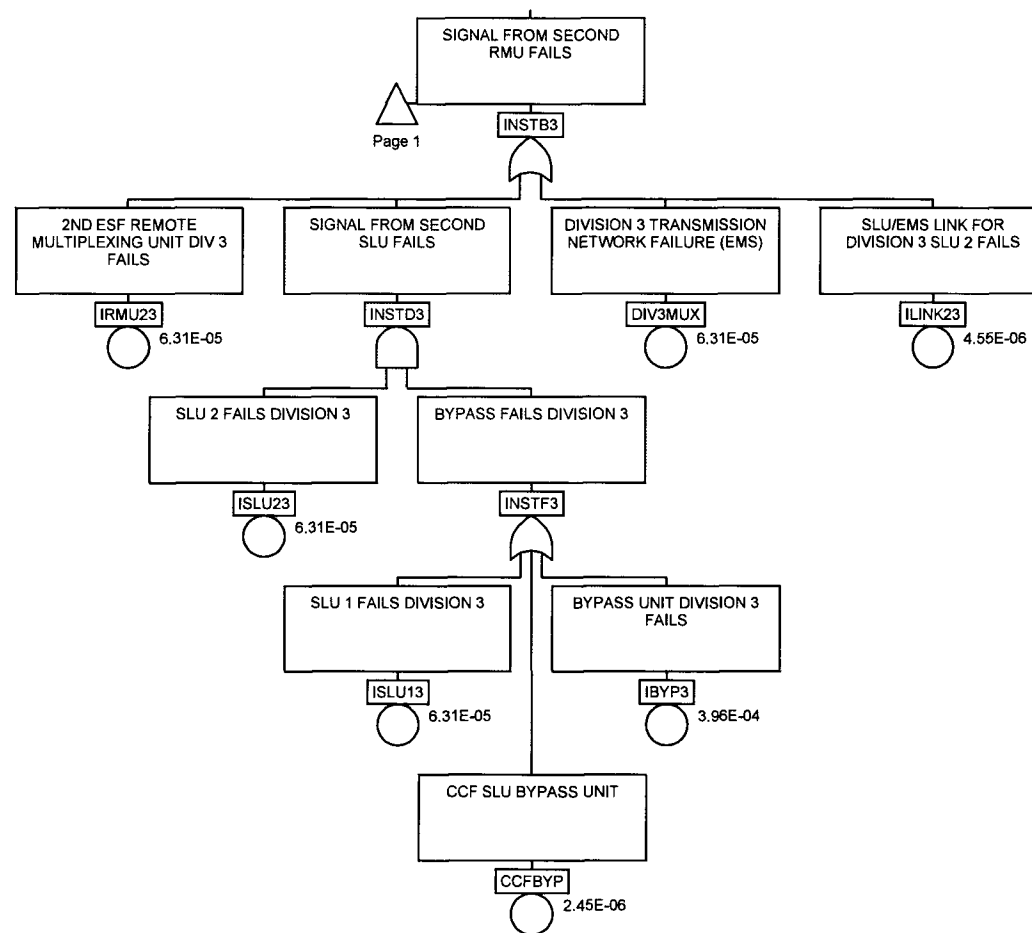 SIGNAL FROM SECOND
RMU FAILS
Page 1
INSTB3
2ND ESF REMOTE
MULTIPLEXING UNIT DIV 3
FAILS
SIGNAL FROM SECOND
SLU FAILS
DIVISION 3 TRANSMISSION
NETWORK FAILURE (EMS)
SLU/EMS LINK FOR
DIVISION 3 SLU 2 FAILS
IRMU23
6.31E-05
INSTD3
DIV3MUX
6.31E-05
ILINK23
4.55E-06
SLU 2 FAILS DIVISION 3
BYPASS FAILS DIVISION 3
ISLU23
6.31E-05
INSTF3
SLU 1 FAILS DIVISION 3
BYPASS UNIT DIVISION 3
FAILS
ISLU13
6.31E-05
IBYP3
3.96E-04
CCF SLU BYPASS UNIT
CCFBYP
2.45E-06